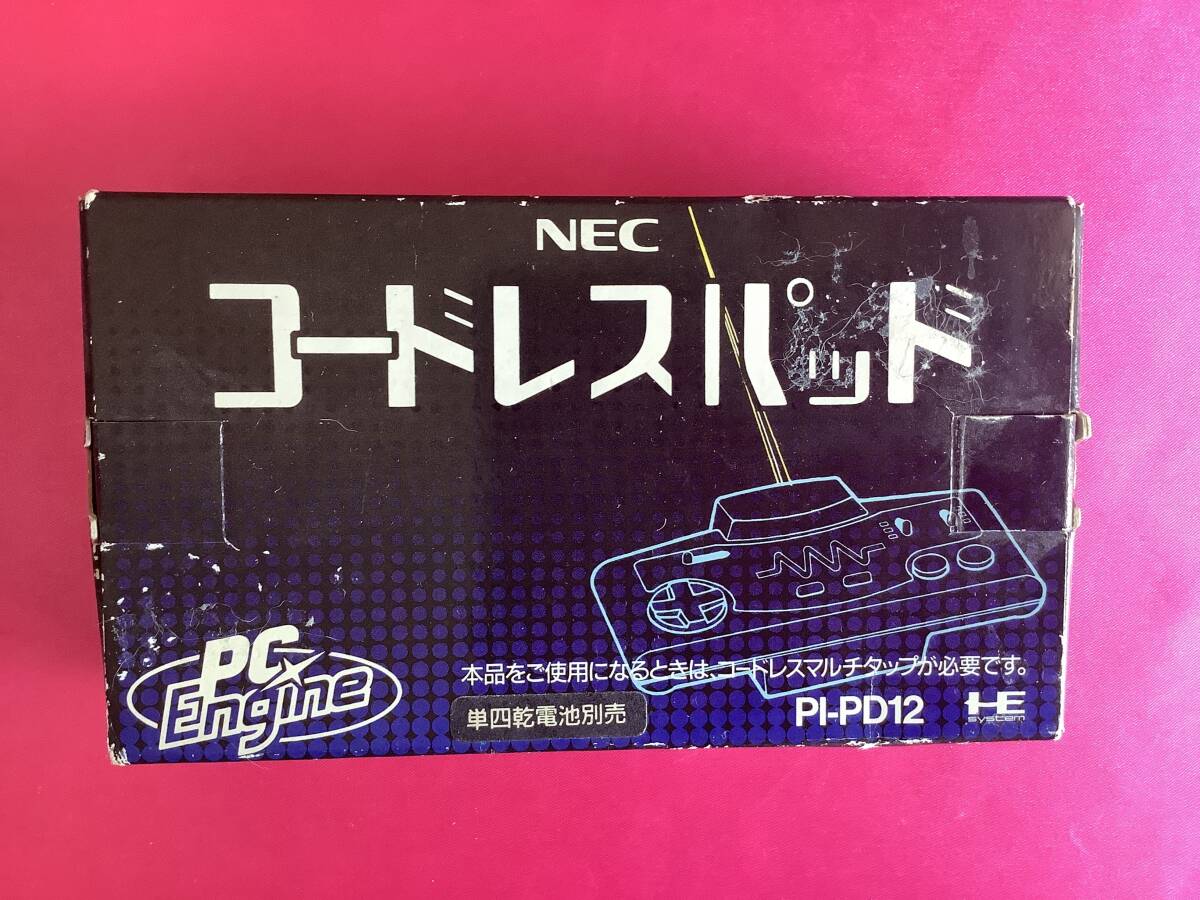 NEC
コードレスパッド
PC
Engine
本品をご使用になるときは、コードレスマルチタップが必要です。
単四乾電池別売
PI-PD12
HE
system